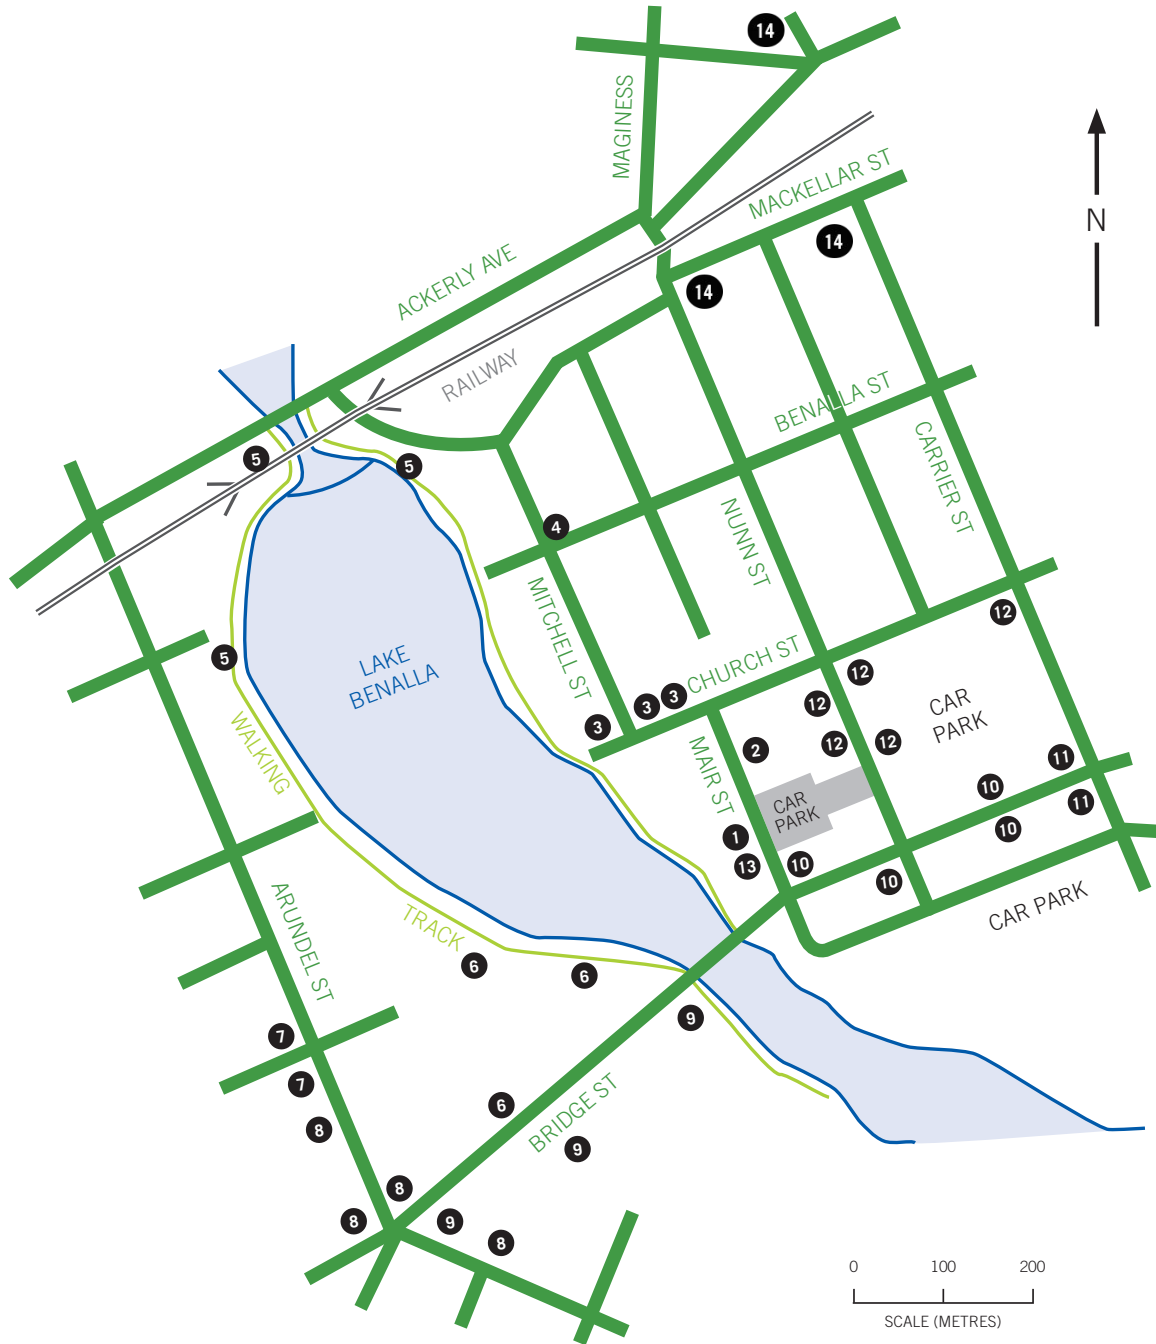 14
MAGINESS
MACKELLAR ST
N
14
ACKERLY AVE
14
RAILWAY
BENALLA ST
CARRIER ST
5
5
NUNN ST
4
MITCHELL ST
12
CHURCH ST
5
LAKE
BENALLA
12
3
3
3
12
CAR
PARK
WALKING
MAIR ST
2
12
12
11
10
CAR
PARK
11
1
10
13
10
10
ARUNDEL ST
TRACK
CAR PARK
6
6
9
7
7
6
BRIDGE ST
8
9
8
8
9
8
0 100 200
SCALE (METRES)